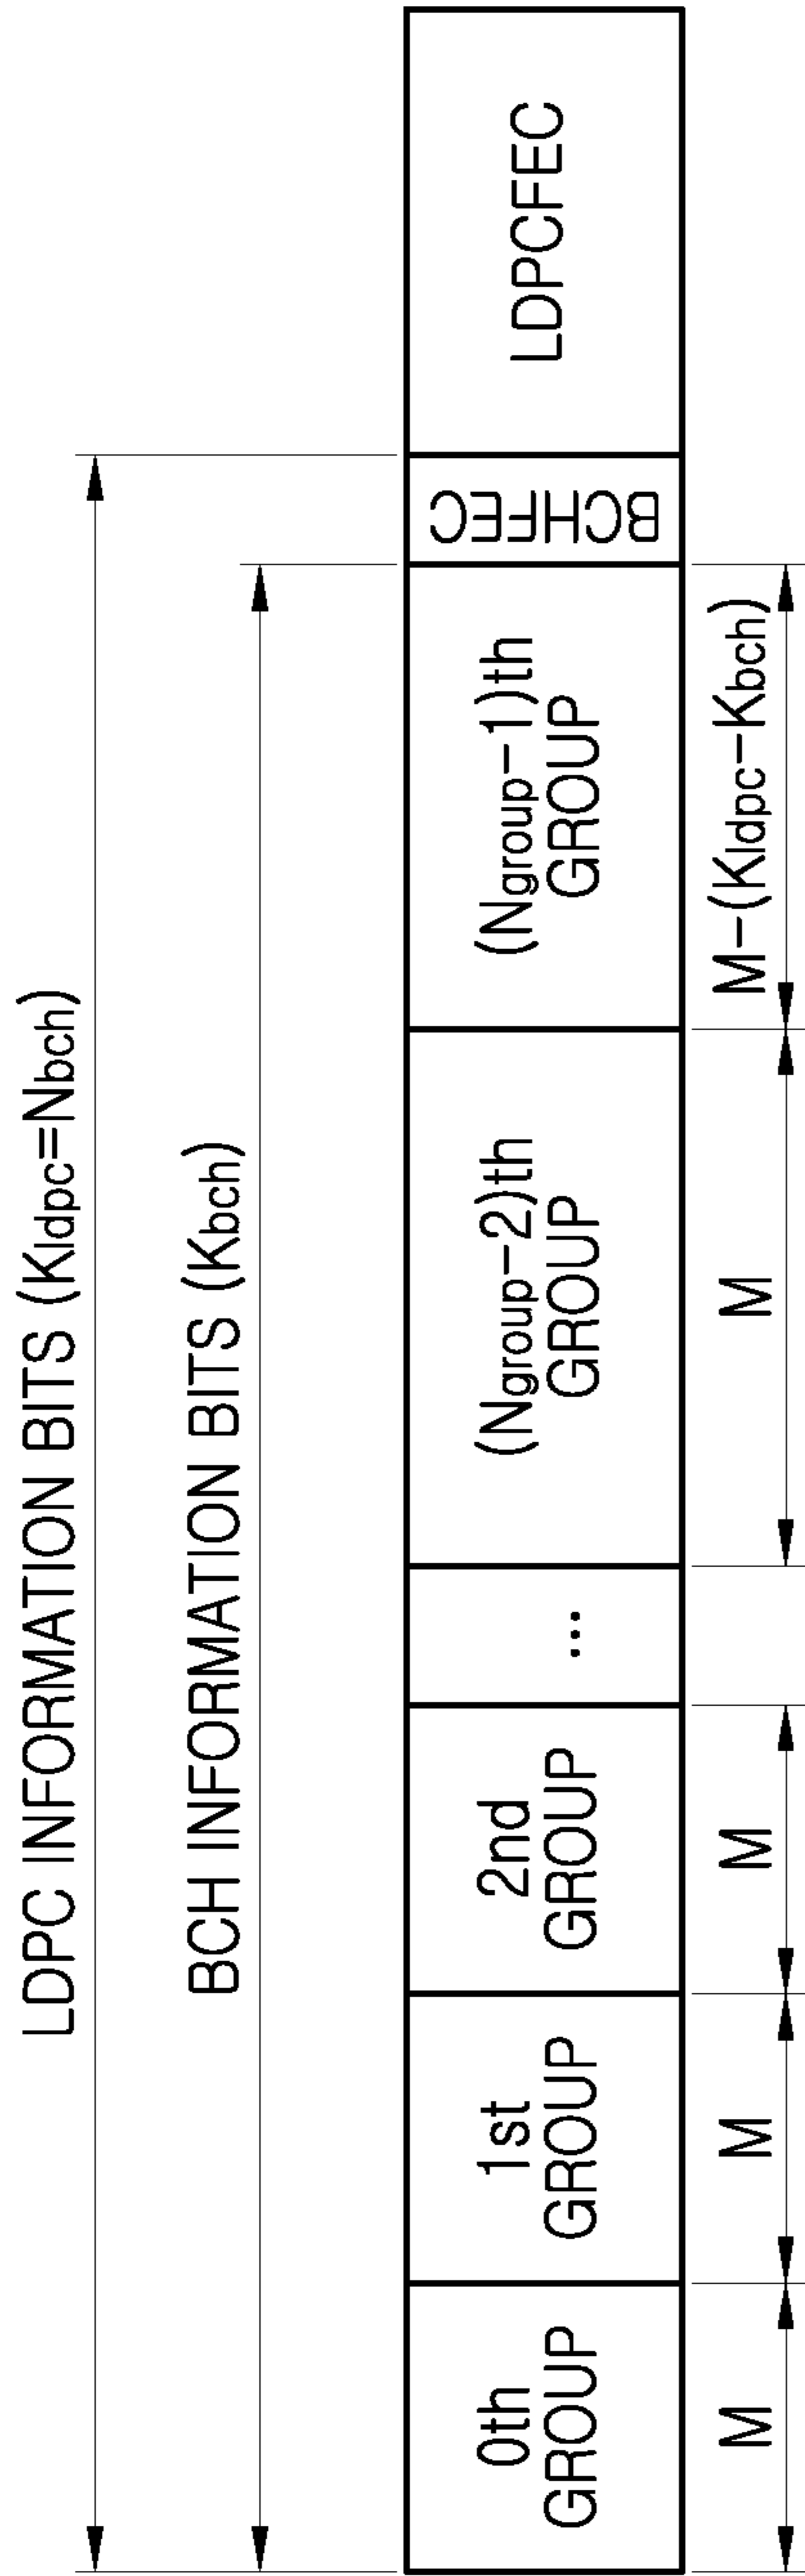 LDPC INFORMATION BITS (Kldpc=Nbch)
BCH INFORMATION BITS (Kbch)
0th
GROUP
1st
GROUP
2nd
GROUP
...
(Ngroup-2)th
GROUP
(Ngroup-1)th
GROUP
BCHFEC
LDPCFEC
M
M
M
M
M-(Kldpc-Kbch)